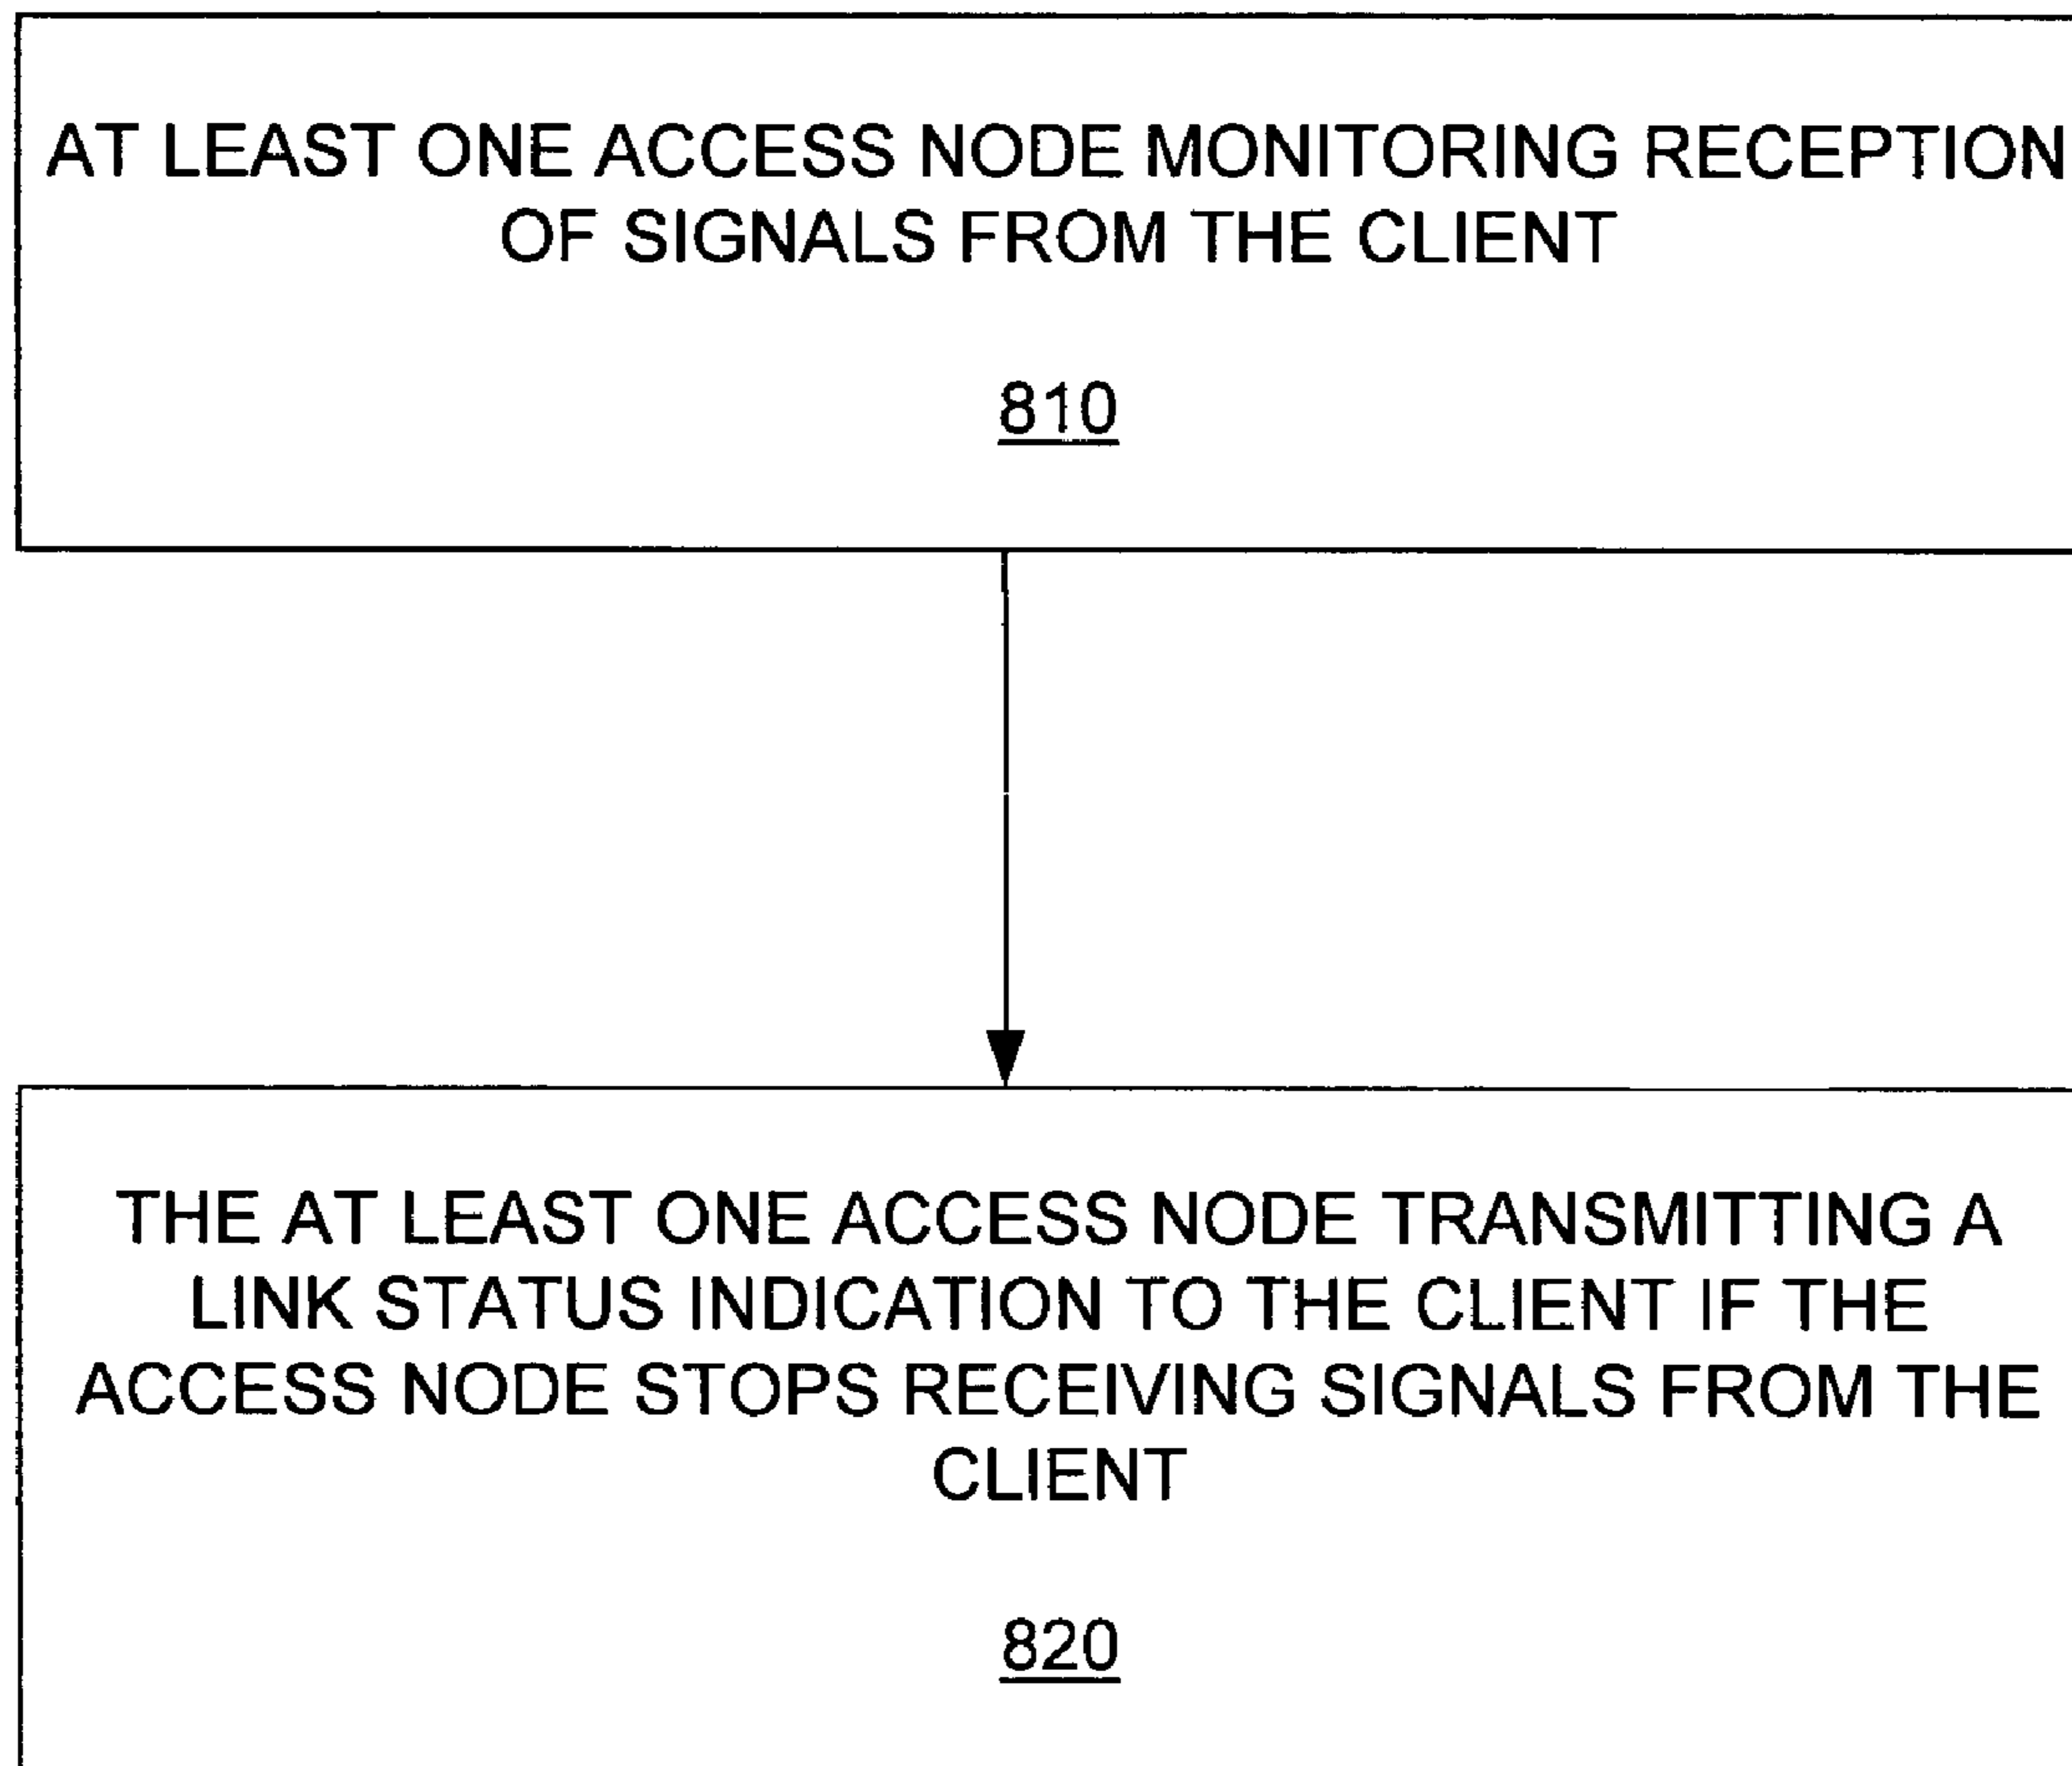 AT LEAST ONE ACCESS NODE MONITORING RECEPTION
OF SIGNALS FROM THE CLIENT
810
THE AT LEAST ONE ACCESS NODE TRANSMITTING A
LINK STATUS INDICATION TO THE CLIENT IF THE
ACCESS NODE STOPS RECEIVING SIGNALS FROM THE
CLIENT
820